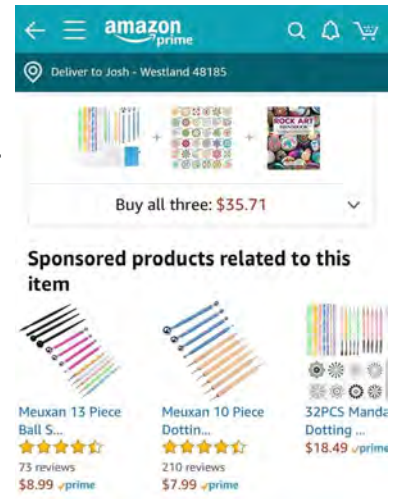 amazon
prime
Deliver to Josh - Westland 48185
ROCK ART
Buy all three: $35.71
Sponsored products related to this
item
Meuxan 13 Piece
Ball S...
73 reviews
$8.99 prime
Meuxan 10 Piece
Dottin...
210 reviews
$7.99 prime
32PCS Manda
Dotting ...
$18.49 prime